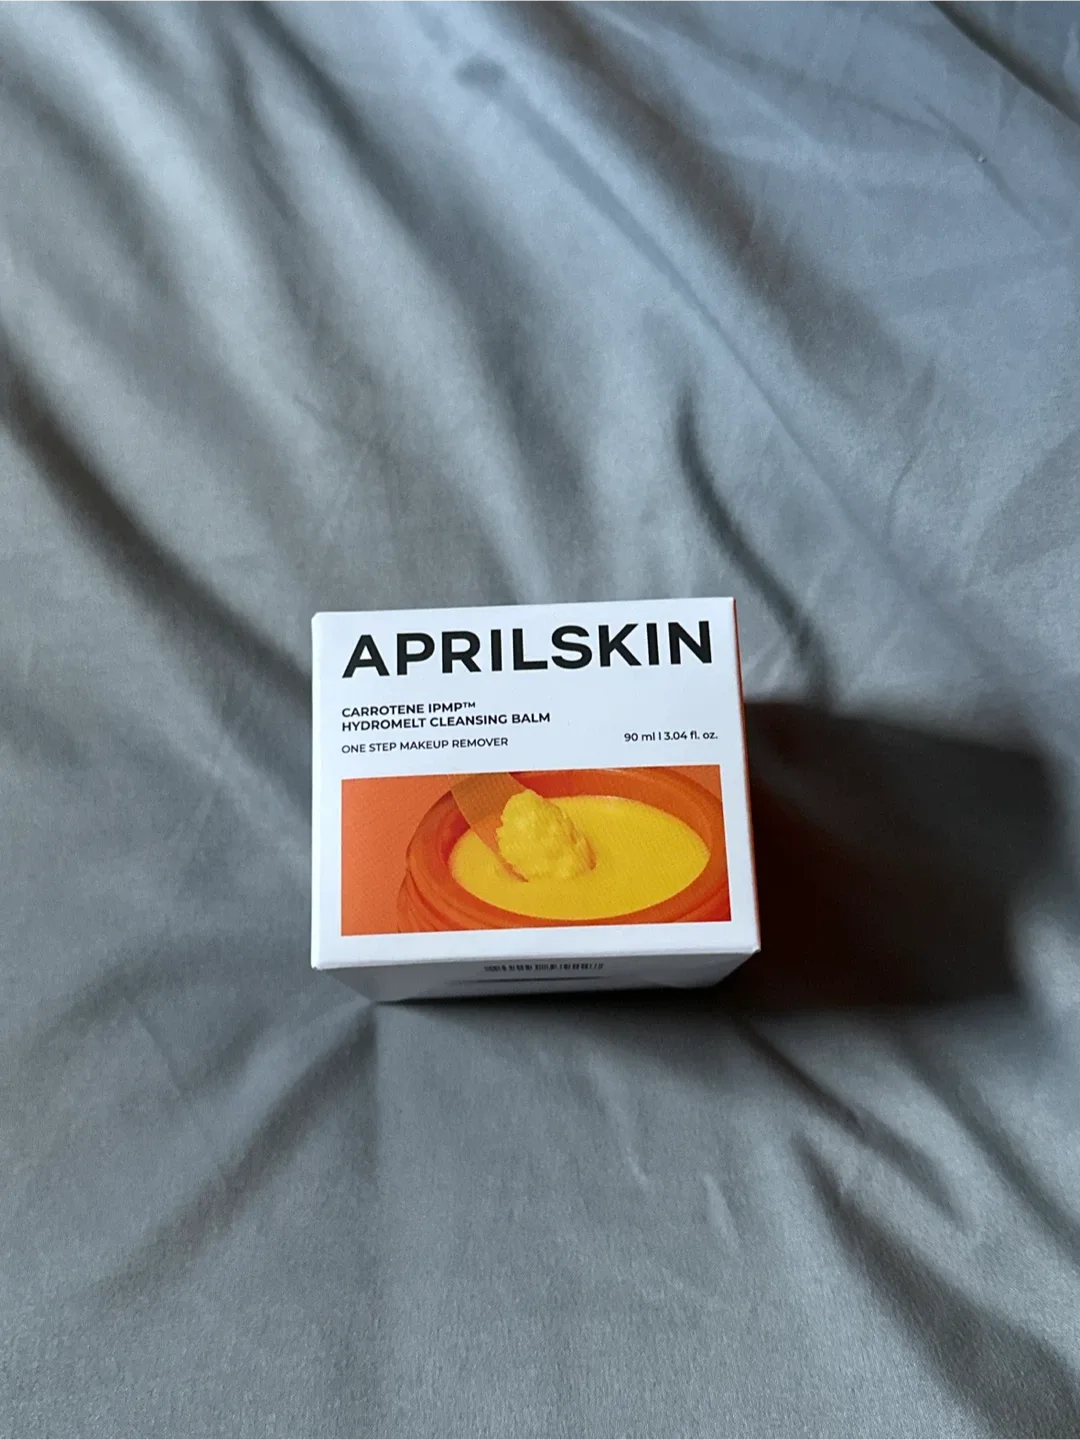 APRILSKIN
CARROTENE IPMP™
HYDROMELT CLEANSING BALM
ONE STEP MAKEUP REMOVER
90 ml l 3.04 fl. oz.